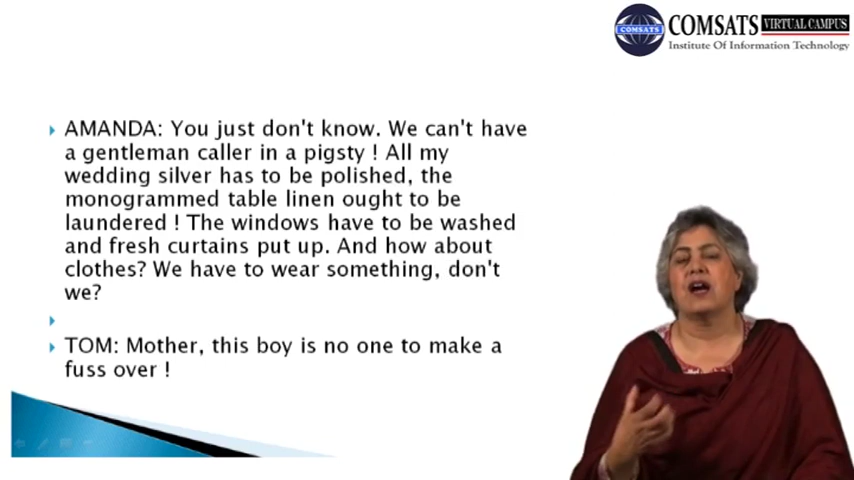 COMSATS VIRTUAL CAMPUS
COMSATS
Institute Of Information Technology
AMANDA: You just don't know. We can't have
a gentleman caller in a pigsty ! All my
wedding silver has to be polished, the
monogrammed table linen ought to be
laundered ! The windows have to be washed
and fresh curtains put up. And how about
clothes? We have to wear something, don't
we?
TOM: Mother, this boy is no one to make a
fuss over !